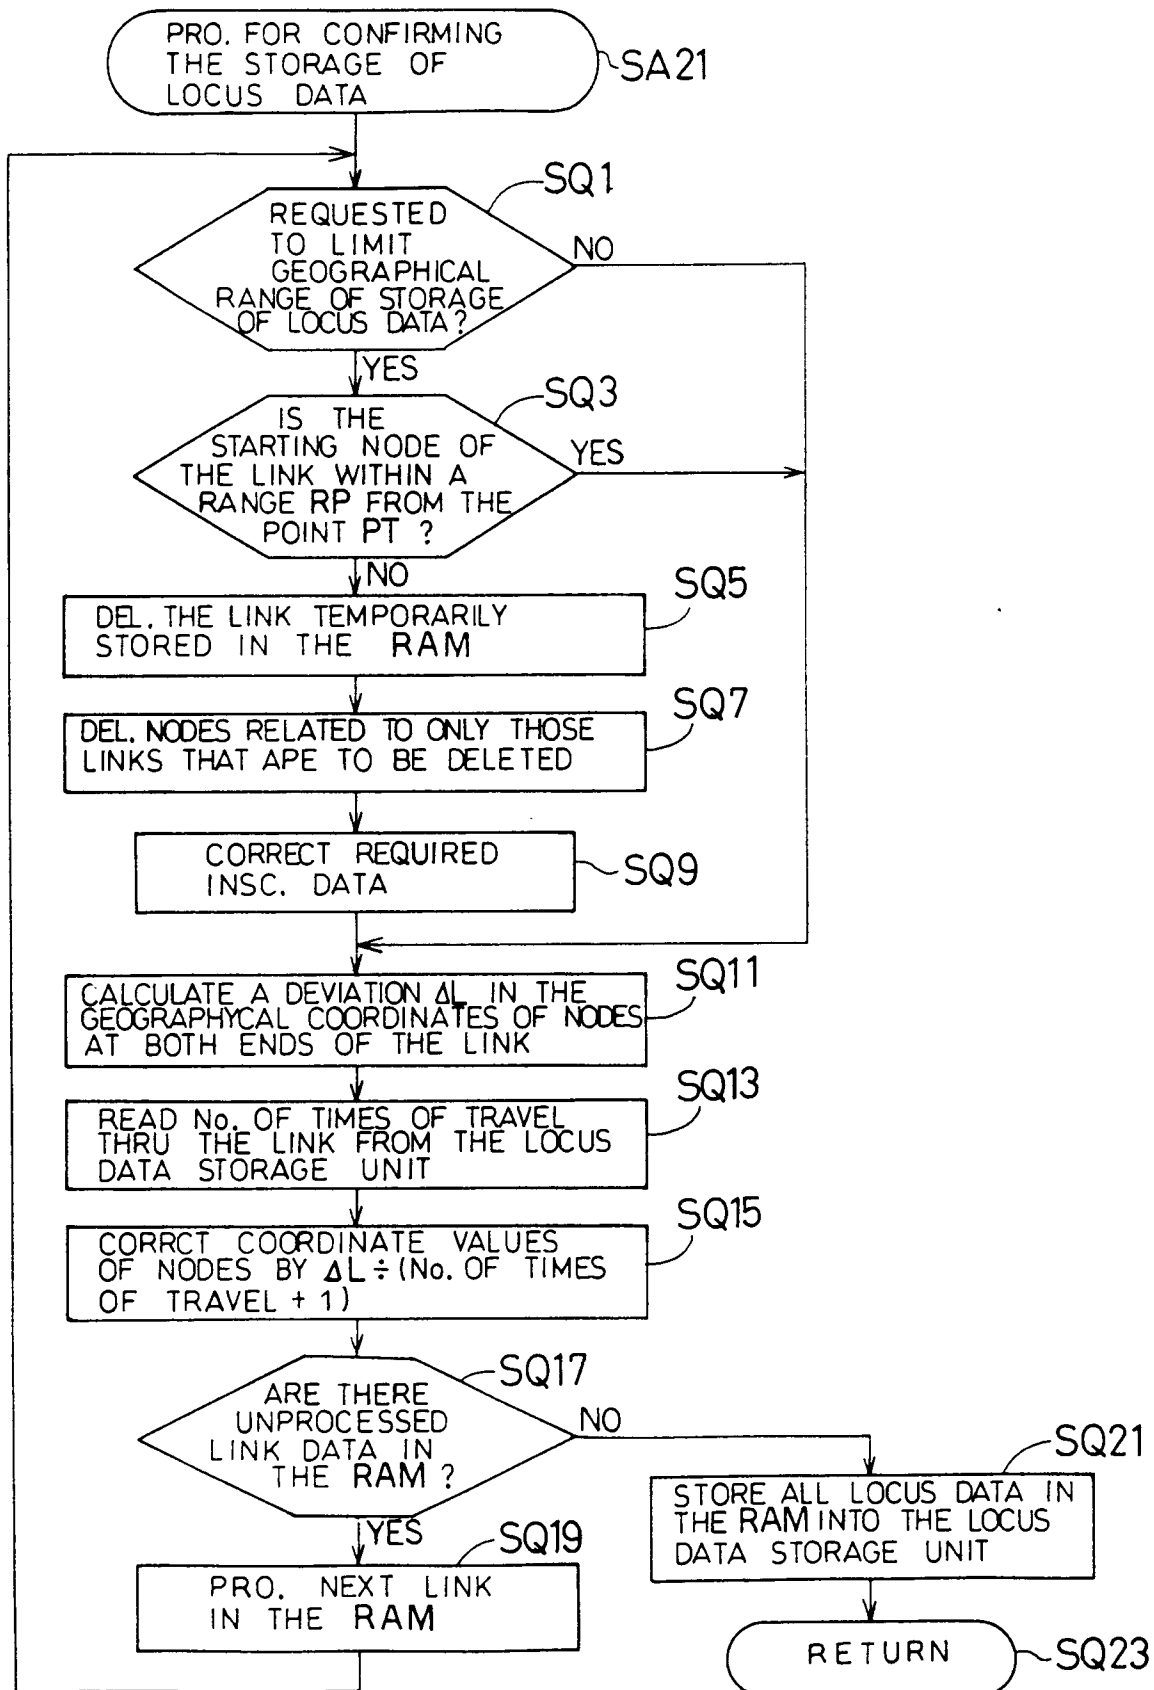 PRO. FOR CONFIRMING
THE STORAGE OF
LOCUS DATA
SA21
SQ1
REQUESTED
TO LIMIT
GEOGRAPHICAL
RANGE OF STORAGE
OF LOCUS DATA?
NO
YES
SQ3
IS THE
STARTING NODE OF
THE LINK WITHIN A
RANGE RP FROM THE
POINT PT ?
YES
NO
SQ5
DEL. THE LINK TEMPORARILY
STORED IN THE RAM
SQ7
DEL. NODES RELATED TO ONLY THOSE
LINKS THAT APE TO BE DELETED
CORRECT REQUIRED
INSC. DATA
SQ9
SQ11
CALCULATE A DEVIATION ΔL IN THE
GEOGRAPHYCAL COORDINATES OF NODES
AT BOTH ENDS OF THE LINK
SQ13
READ No. OF TIMES OF TRAVEL
THRU THE LINK FROM THE LOCUS
DATA STORAGE UNIT
SQ15
CORRCT COORDINATE VALUES
OF NODES BY ΔL÷(No. OF TIMES
OF TRAVEL + 1)
SQ17
ARE THERE
UNPROCESSED
LINK DATA IN
THE RAM ?
NO
YES
SQ19
PRO. NEXT LINK
IN THE RAM
SQ21
STORE ALL LOCUS DATA IN
THE RAM INTO THE LOCUS
DATA STORAGE UNIT
RETURN
SQ23